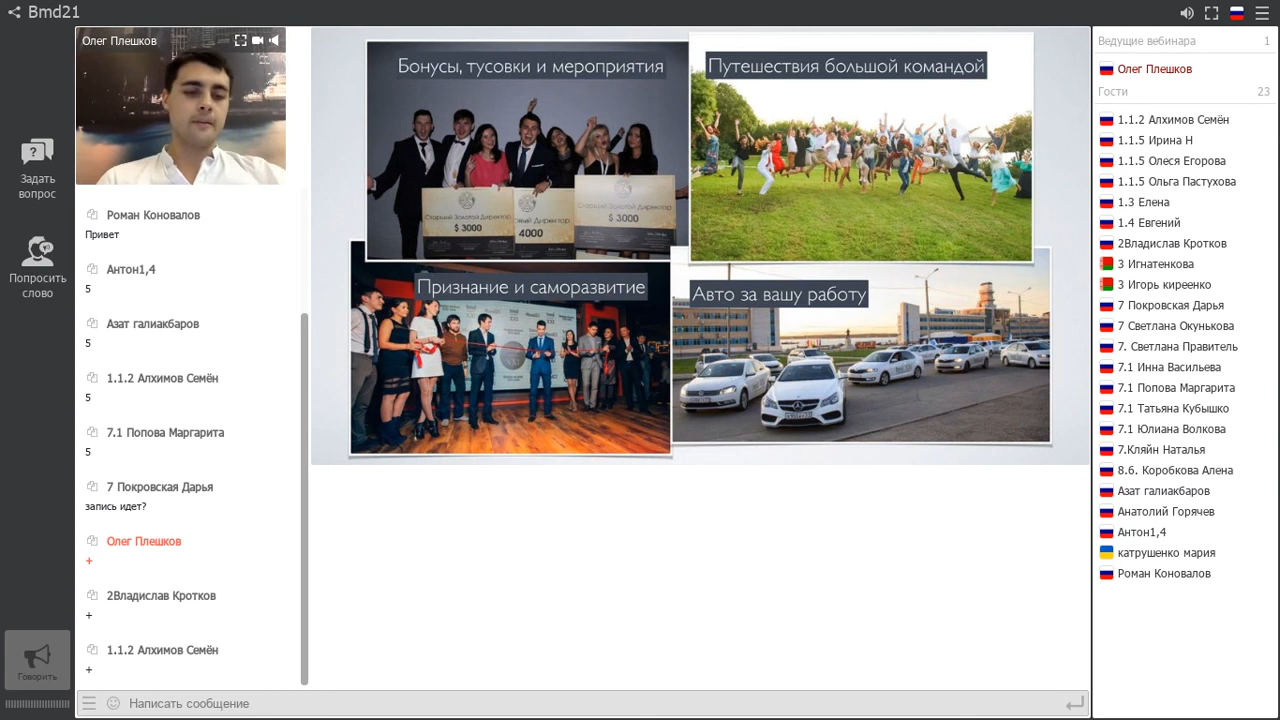 Bmd21
Задать
вопрос
Попросить
слово
Говорить
Олег Плешков
Роман Коновалов
Привет
Антон1,4
5
Азат галиакбаров
5
1.1.2 Алхимов Семён
5
7.1 Попова Маргарита
5
7 Покровская Дарья
запись идет?
Олег Плешков
+
2Владислав Кротков
+
1.1.2 Алхимов Семён
+
Написать сообщение
Бонусы, тусовки и мероприятия
Старший Золотой Директор
$ 3000
4000
$ 3000
Путешествия большой командой
Признание и саморазвитие
Авто за вашу работу
Ведущие вебинара 1
Олег Плешков
Гости 23
1.1.2 Алхимов Семён
1.1.5 Ирина Н
1.1.5 Олеся Егорова
1.1.5 Ольга Пастухова
1.3 Елена
1.4 Евгений
2Владислав Кротков
3 Игнатенкова
3 Игорь киреенко
7 Покровская Дарья
7 Светлана Окунькова
7. Светлана Правитель
7.1 Инна Васильева
7.1 Попова Маргарита
7.1 Татьяна Кубышко
7.1 Юлиана Волкова
7.Кляйн Наталья
8.6. Коробкова Алена
Азат галиакбаров
Анатолий Горячев
Антон1,4
катрушенко мария
Роман Коновалов